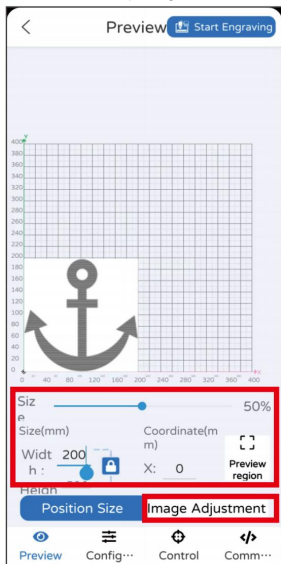 Preview
Start Engraving
Y
400
380
360
340
320
300
280
260
240
220
200
180
160
140
120
100
80
60
40
20
0
X
0 40 80 120 160 200 240 280 320 360 400
Siz
e
50%
Size(mm)
Coordinate(m
m)
Widt
h :
200
X: 0
Preview
region
Heigh
Position Size
Image Adjustment
Preview
Config···
Control
Comm···